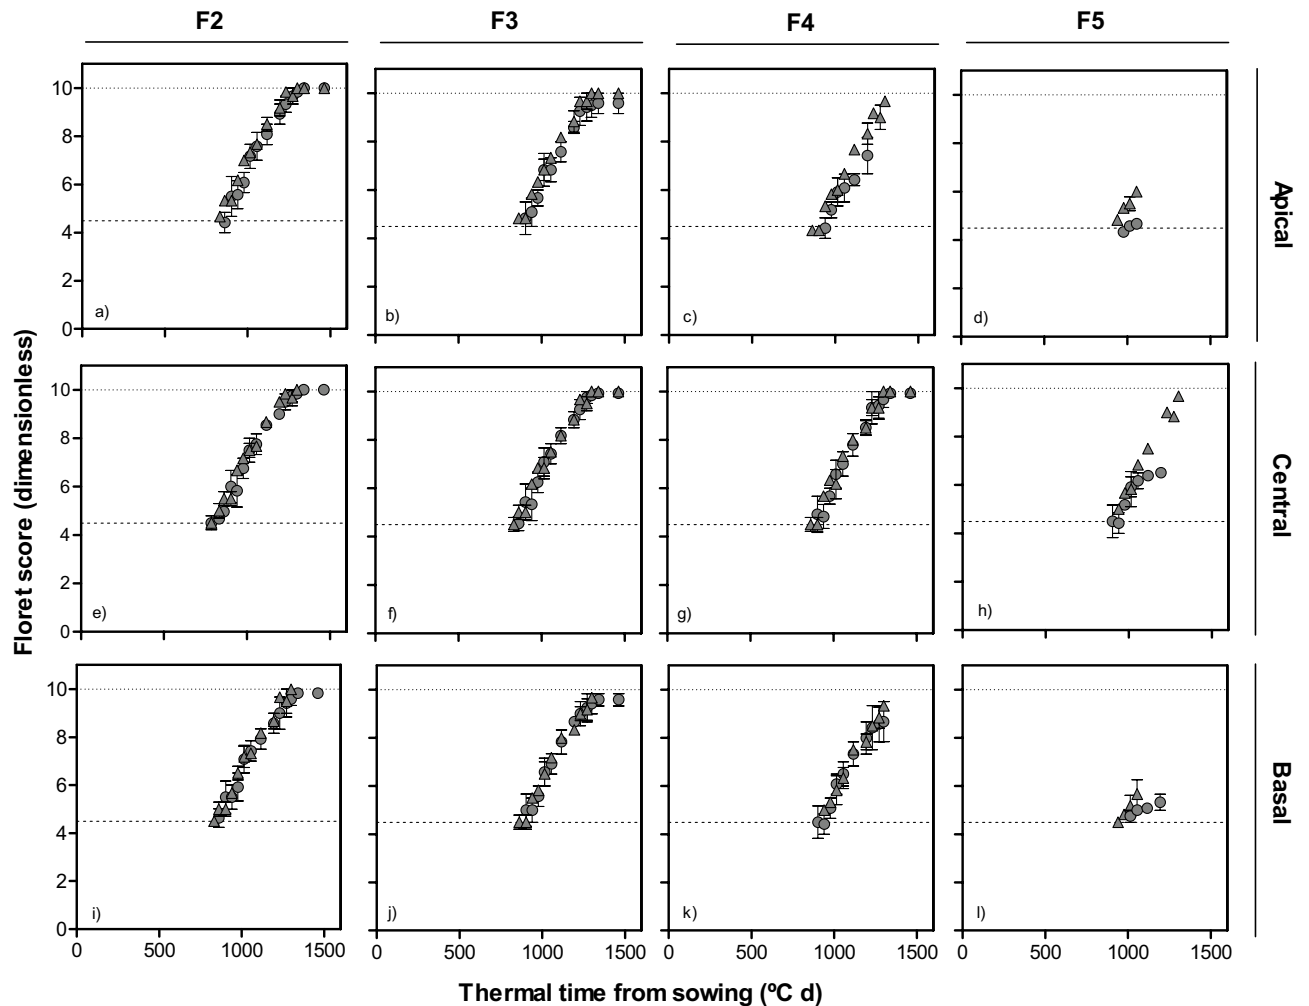 F2 F3 F4 F5
10
8
6
4
2
0
a) b) c) d)
Apical
10
8
6
4
2
0
e) f) g) h)
Central
Floret score (dimensionless)
10
8
6
4
2
0
i) j) k) l)
Basal
0 500 1000 1500 0 500 1000 1500 0 500 1000 1500 0 500 1000 1500
Thermal time from sowing (ºC d)